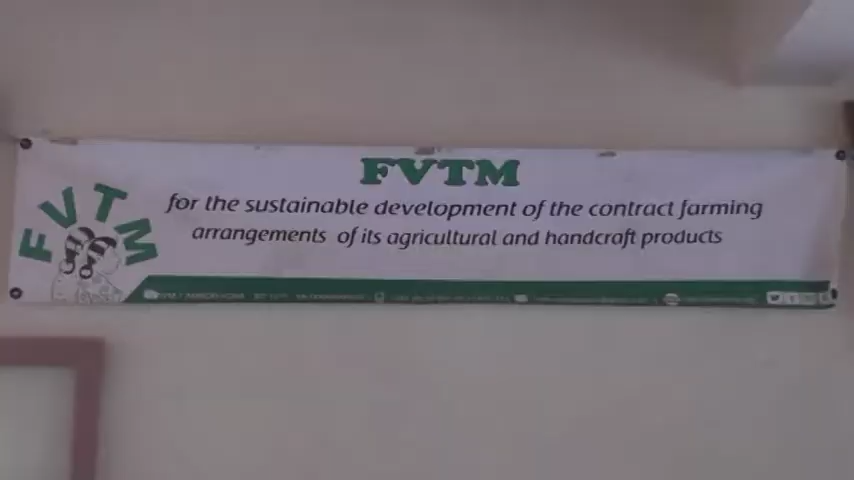 FVTM
FVTM
for the sustainable development of the contract farming
arrangements of its agricultural and handcraft products